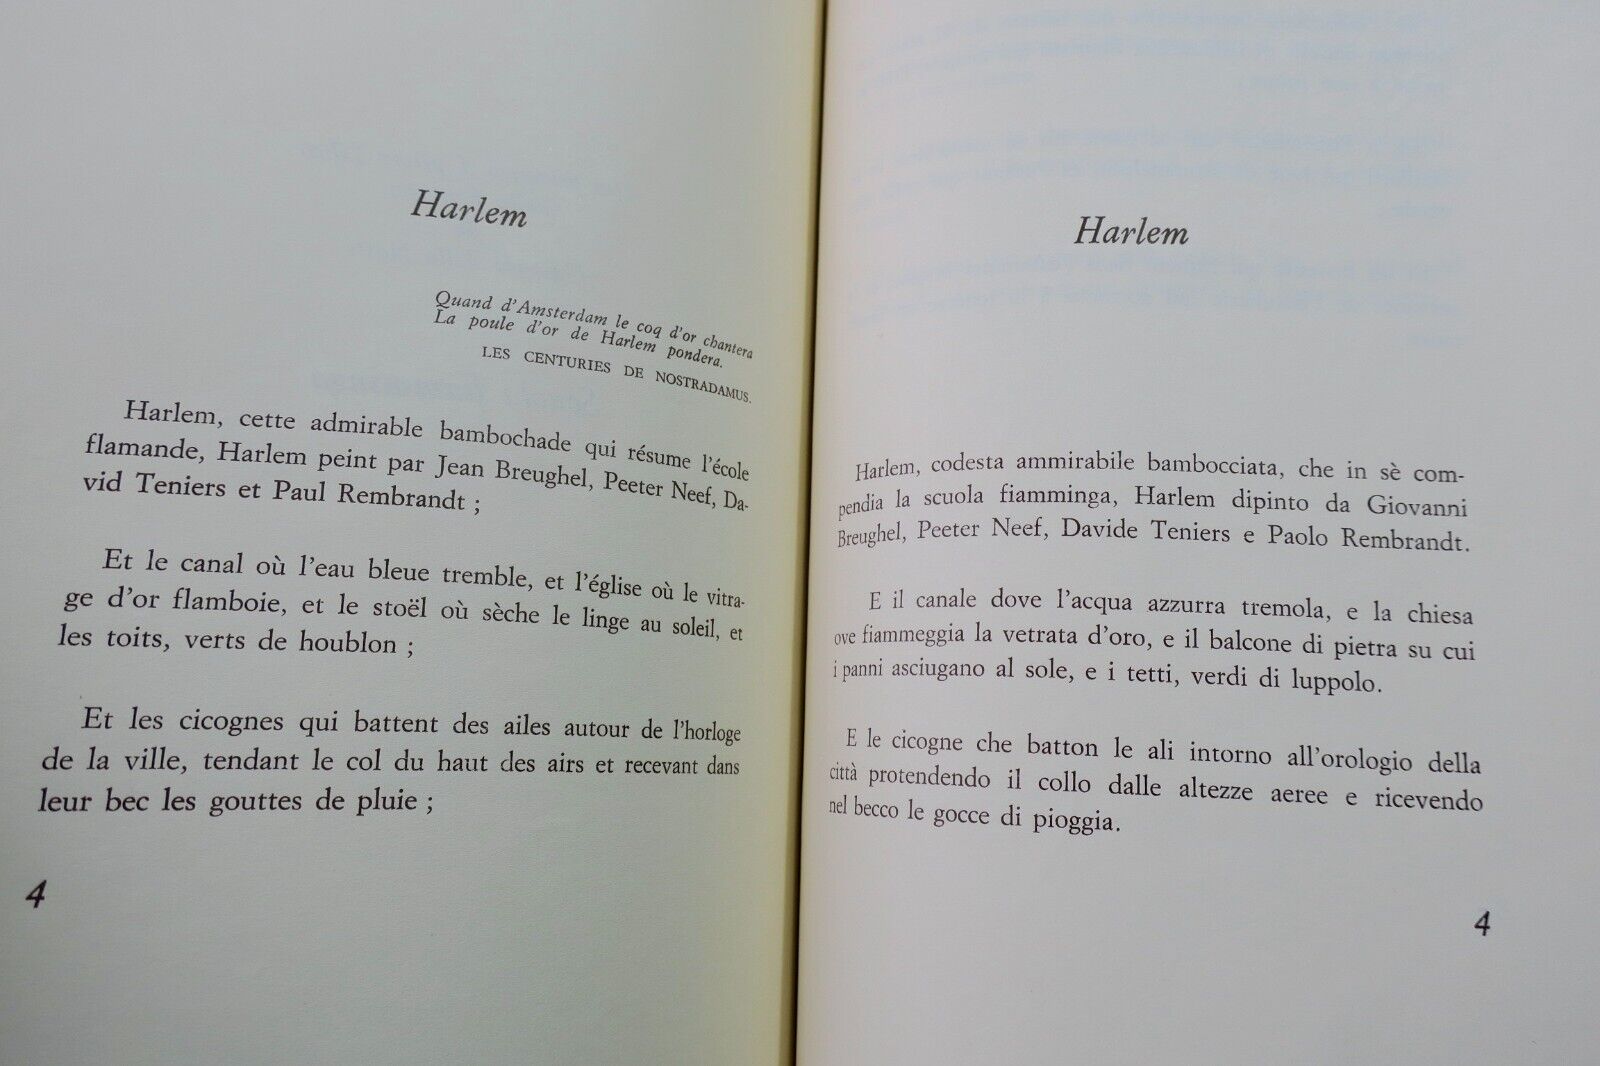 Harlem
Quand d'Amsterdam le coq d'or chantera
La poule d'or de Harlem pondera.
LES CENTURIES DE NOSTRADAMUS.
Harlem, cette admirable bambochade qui résume l'école
flamande, Harlem peint par Jean Breughel, Peeter Neef, Da-
vid Teniers et Paul Rembrandt ;
Et le canal où l'eau bleue tremble, et l'église où le vitra-
ge d'or flamboie, et le stoël où sèche le linge au soleil, et
les toits, verts de houblon ;
Et les cicognes qui battent des ailes autour de l'horloge
de la ville, tendant le col du haut des airs et recevant dans
leur bec les gouttes de pluie ;
4
Harlem
Harlem, codesta ammirabile bambocciata, che in sè com-
pendia la scuola fiamminga, Harlem dipinto da Giovanni
Breughel, Peeter Neef, Davide Teniers e Paolo Rembrandt.
E il canale dove l'acqua azzurra tremola, e la chiesa
ove fiammeggia la vetrata d'oro, e il balcone di pietra su cui
i panni asciugano al sole, e i tetti, verdi di luppolo.
E le cicogne che batton le ali intorno all'orologio della
città protendendo il collo dalle altezze aeree e ricevendo
nel becco le gocce di pioggia.
4